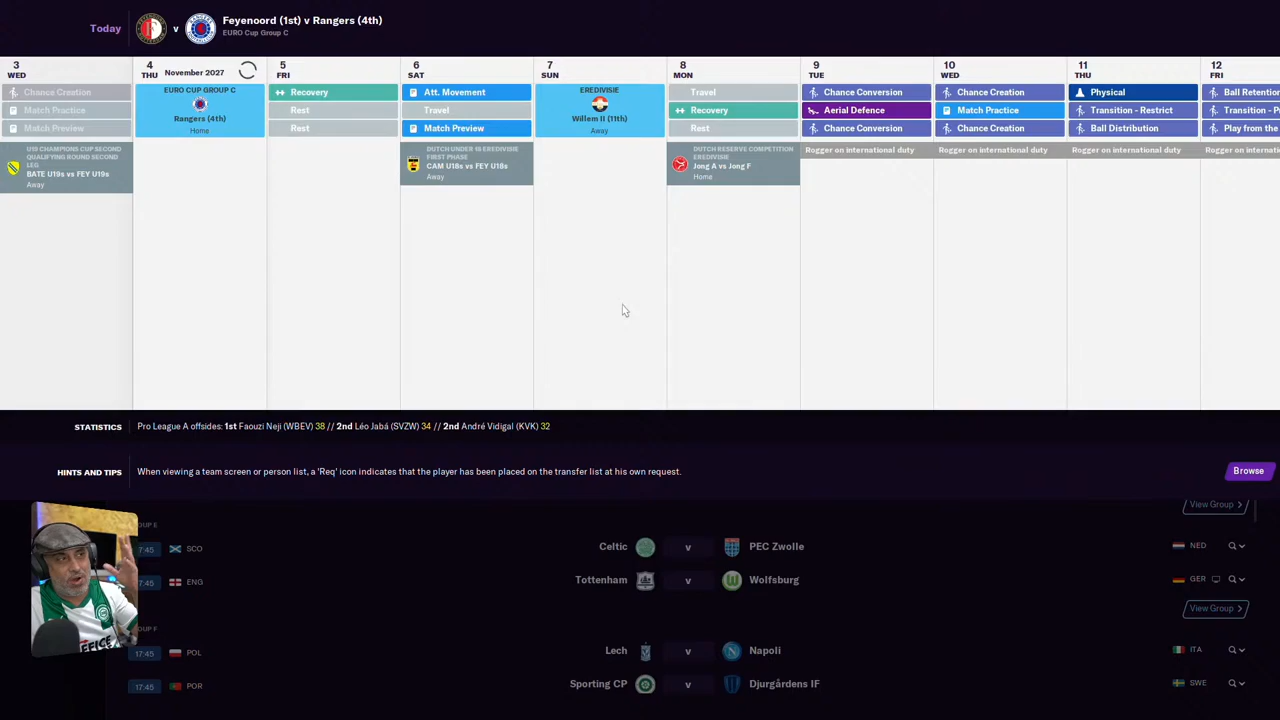 Today
v
Feyenoord (1st) v Rangers (4th)
EURO Cup Group C
3
WED
4
THU
November 2027
5
FRI
6
SAT
7
SUN
8
MON
9
TUE
10
WED
11
THU
12
FRI
Chance Creation
Match Practice
Match Preview
U19 CHAMPIONS CUP SECOND
QUALIFYING ROUND SECOND
LEG
BATE U19s vs FEY U19s
Away
EURO CUP GROUP C
Rangers (4th)
Home
Recovery
Rest
Rest
Att. Movement
Travel
Match Preview
DUTCH UNDER 18 EREDIVISIE
FIRST PHASE
CAM U18s vs FEY U18s
Away
EREDIVISIE
Willem II (11th)
Away
Travel
Recovery
Rest
DUTCH RESERVE COMPETITION
EREDIVISIE
Jong A vs Jong F
Home
Chance Conversion
Aerial Defence
Chance Conversion
Rogger on international duty
Chance Creation
Match Practice
Chance Creation
Rogger on international duty
Physical
Transition - Restrict
Ball Distribution
Rogger on international duty
Ball Retention
Transition - P
Play from the
Rogger on internati
STATISTICS
Pro League A offsides: 1st Faouzi Neji (WBEV) 38 // 2nd Léo Jabá (SVZW) 34 // 2nd André Vidigal (KVK) 32
HINTS AND TIPS
When viewing a team screen or person list, a 'Req' icon indicates that the player has been placed on the transfer list at his own request.
Browse
View Group
OUP E
7:45 SCO Celtic v PEC Zwolle NED
7:45 ENG Tottenham v Wolfsburg GER
View Group
OUP F
17:45 POL Lech v Napoli ITA
17:45 POR Sporting CP v Djurgårdens IF SWE